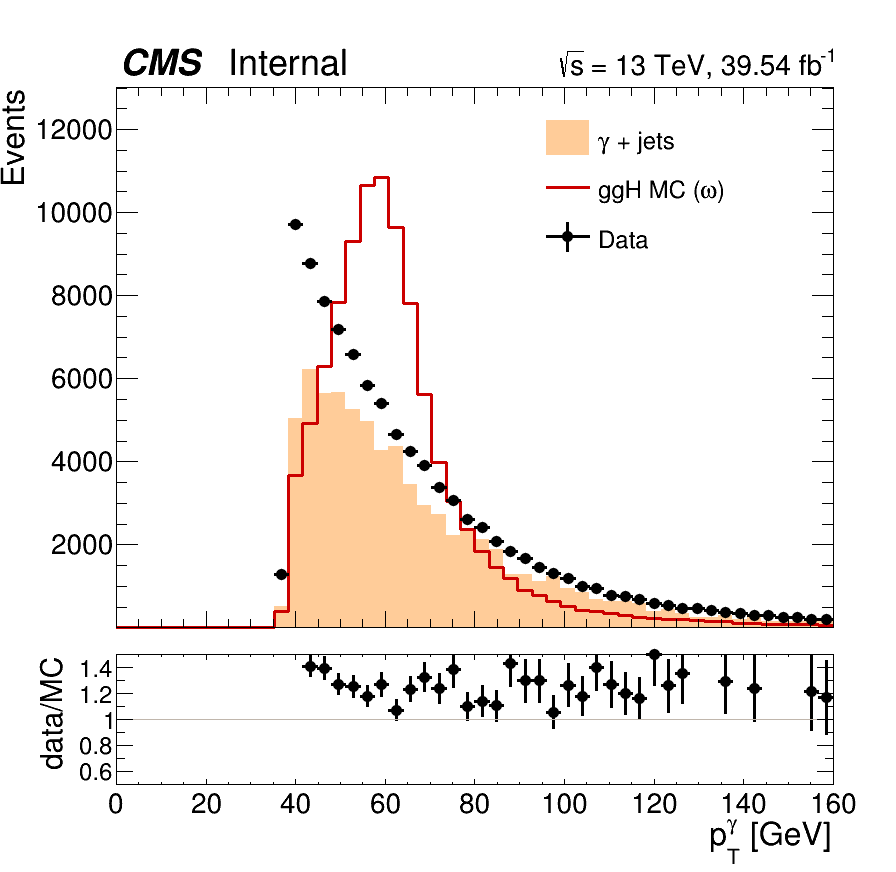 CMS Internal √s = 13 TeV, 39.54 fb⁻¹
Events
12000
10000
8000
6000
4000
2000
γ + jets
ggH MC (ω)
Data
data/MC
1.4
1.2
1
0.8
0.6
0 20 40 60 80 100 120 140 160
p_T^γ [GeV]